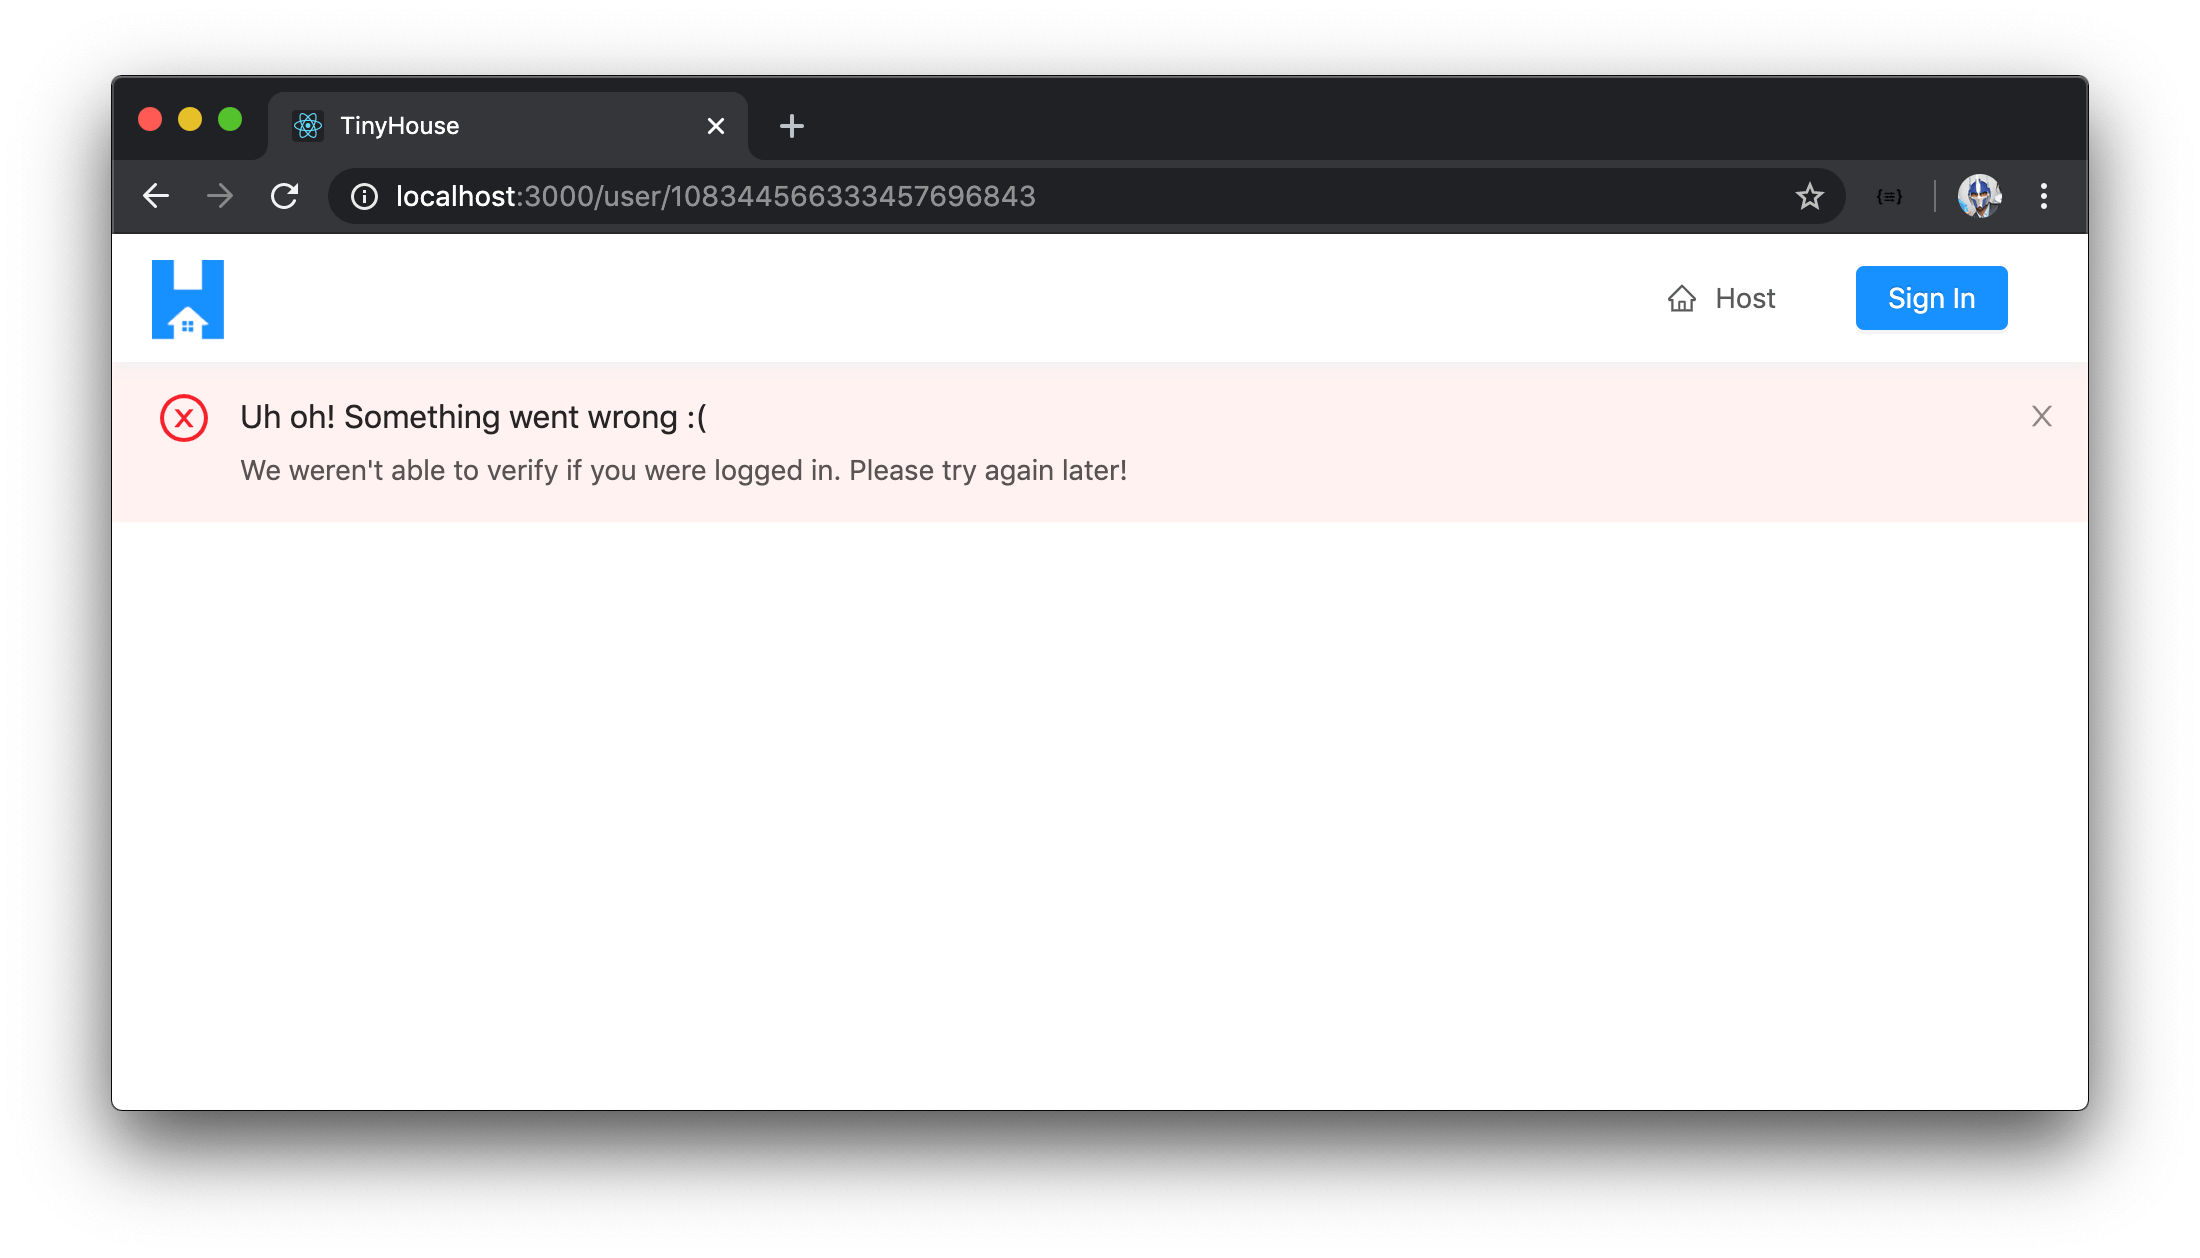 TinyHouse
localhost:3000/user/108344566333457696843
Host
Sign In
Uh oh! Something went wrong :(
We weren't able to verify if you were logged in. Please try again later!